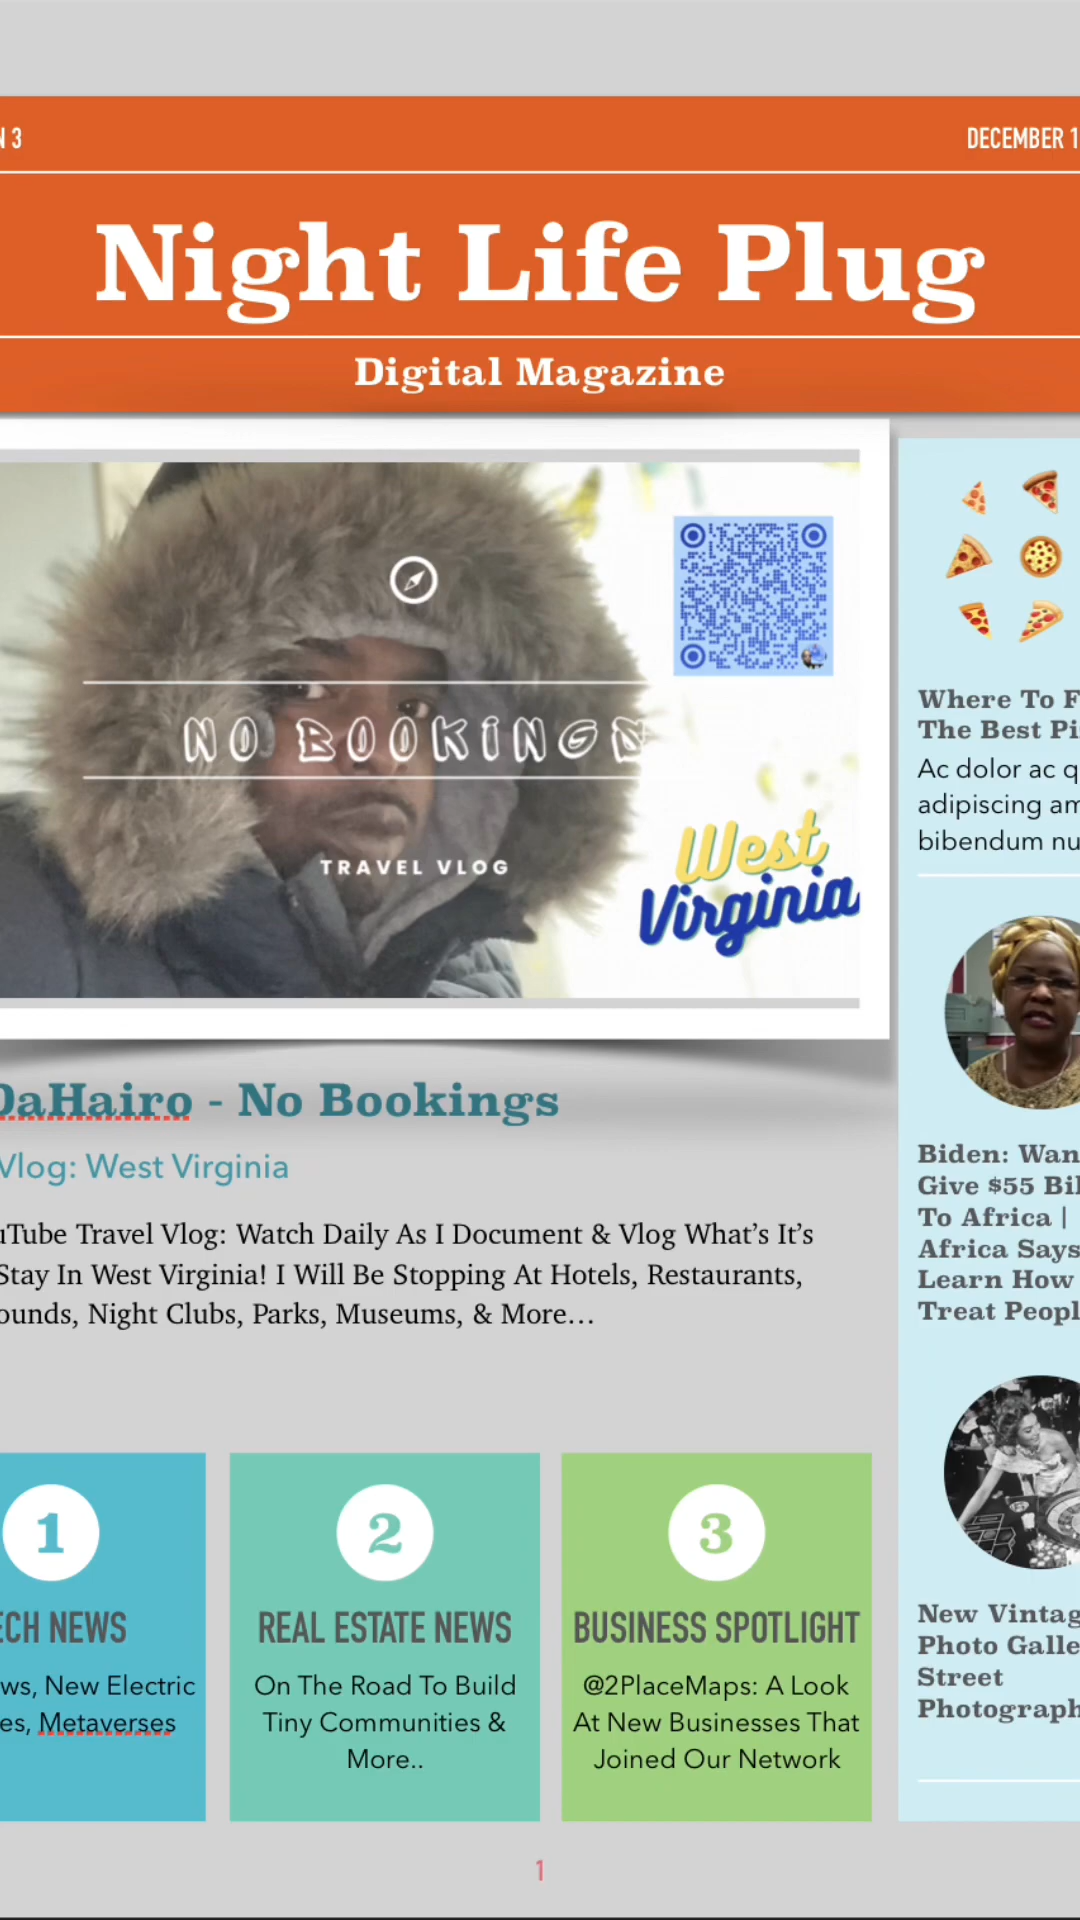 N 3
DECEMBER 1
Night Life Plug
Digital Magazine
NO BOOKINGS
TRAVEL VLOG
West
Virginia
DaHairo - No Bookings
Vlog: West Virginia
uTube Travel Vlog: Watch Daily As I Document & Vlog What’s It’s
Stay In West Virginia! I Will Be Stopping At Hotels, Restaurants,
ounds, Night Clubs, Parks, Museums, & More…
1
ECH NEWS
ws, New Electric
es, Metaverses
2
REAL ESTATE NEWS
On The Road To Build
Tiny Communities &
More..
3
BUSINESS SPOTLIGHT
@2PlaceMaps: A Look
At New Businesses That
Joined Our Network
Where To F
The Best Pi
Ac dolor ac q
adipiscing am
bibendum nu
Biden: Wan
Give $55 Bil
To Africa |
Africa Says
Learn How
Treat Peopl
New Vintag
Photo Galle
Street
Photograph
1